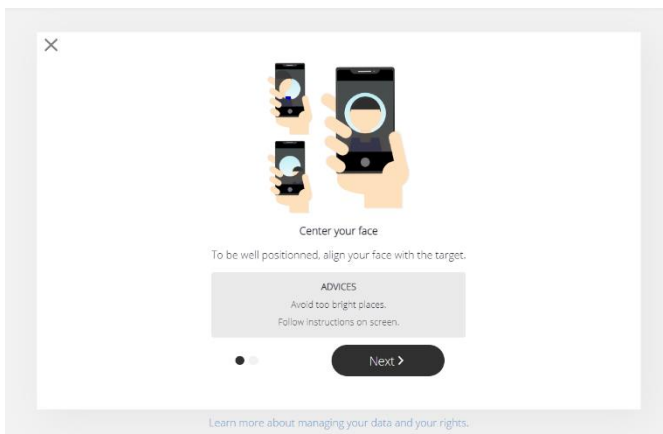 Center your face
To be well positionned, align your face with the target.
ADVICES
Avoid too bright places.
Follow instructions on screen.
Next
Learn more about managing your data and your rights.